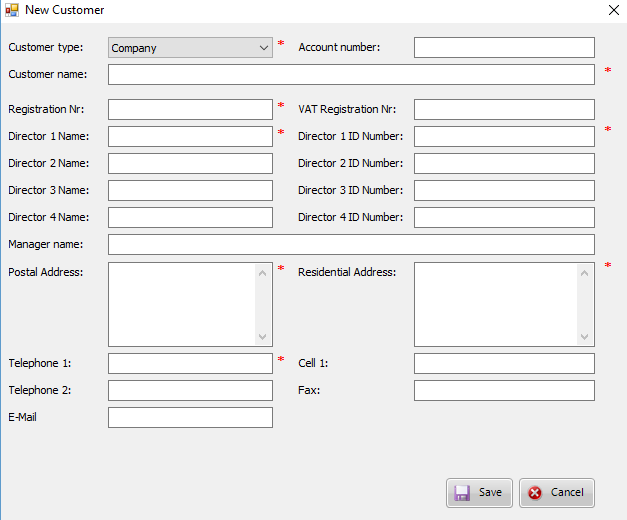 New Customer
Customer type: Company * Account number:
Customer name: *
Registration Nr: * VAT Registration Nr:
Director 1 Name: * Director 1 ID Number: *
Director 2 Name: Director 2 ID Number:
Director 3 Name: Director 3 ID Number:
Director 4 Name: Director 4 ID Number:
Manager name:
Postal Address: * Residential Address: *
Telephone 1: * Cell 1:
Telephone 2: Fax:
E-Mail
Save Cancel